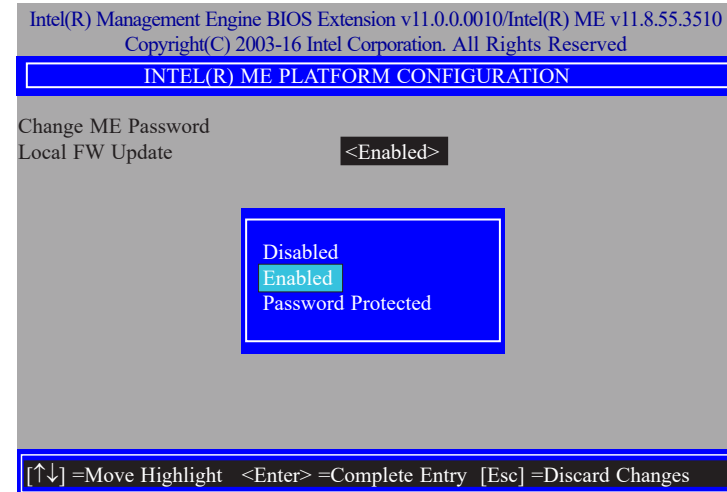 Intel(R) Management Engine BIOS Extension v11.0.0.0010/Intel(R) ME v11.8.55.3510
Copyright(C) 2003-16 Intel Corporation. All Rights Reserved
INTEL(R) ME PLATFORM CONFIGURATION
Change ME Password
Local FW Update <Enabled>
Disabled
Enabled
Password Protected
[↑↓] =Move Highlight <Enter> =Complete Entry [Esc] =Discard Changes